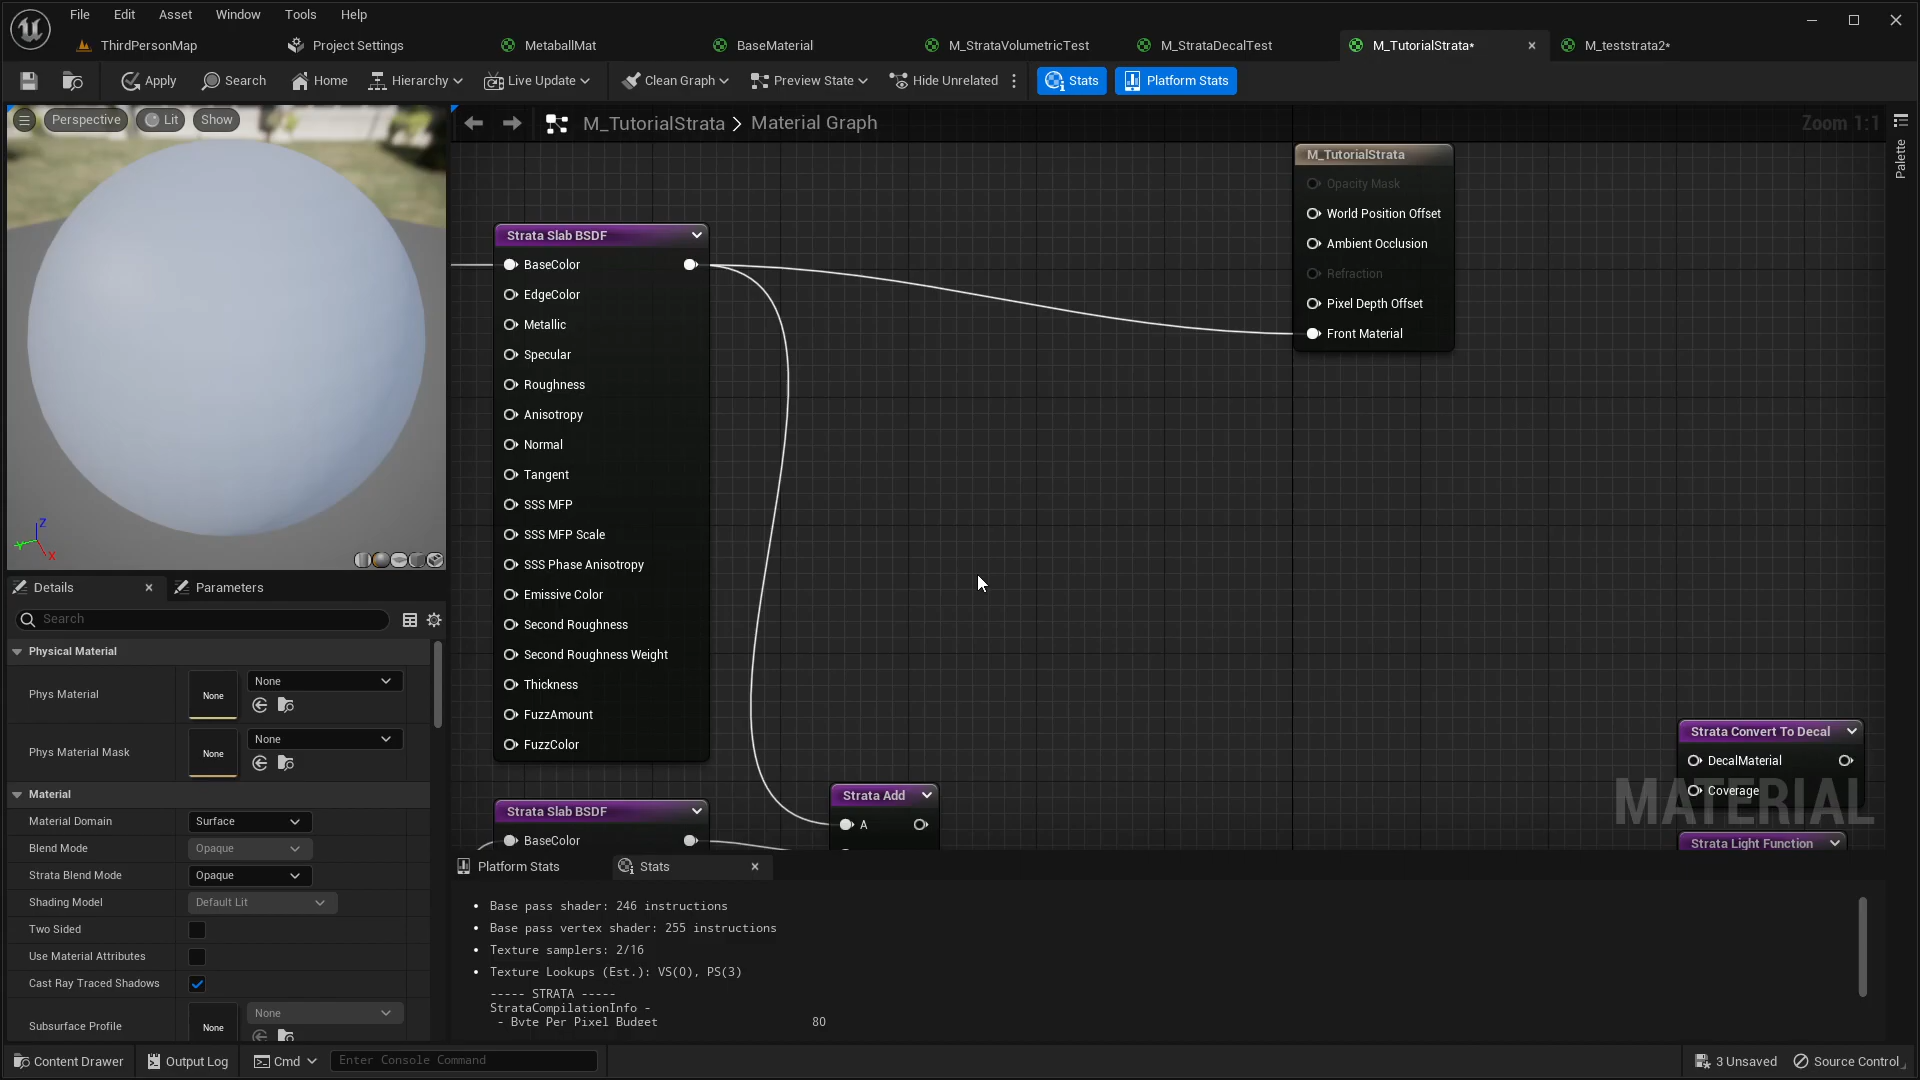 File Edit Asset Window Tools Help
ThirdPersonMap Project Settings MetaballMat BaseMaterial M_StrataVolumetricTest M_StrataDecalTest M_TutorialStrata* M_teststrata2*
Apply Search Home Hierarchy Live Update Clean Graph Preview State Hide Unrelated Stats Platform Stats
Perspective Lit Show
M_TutorialStrata > Material Graph
Zoom 1:1
Palette
M_TutorialStrata
Opacity Mask
World Position Offset
Ambient Occlusion
Refraction
Pixel Depth Offset
Front Material
Strata Slab BSDF
BaseColor
EdgeColor
Metallic
Specular
Roughness
Anisotropy
Normal
Tangent
SSS MFP
SSS MFP Scale
SSS Phase Anisotropy
Emissive Color
Second Roughness
Second Roughness Weight
Thickness
FuzzAmount
FuzzColor
Strata Slab BSDF
BaseColor
Strata Add
A
Strata Convert To Decal
DecalMaterial
Coverage
MATERIAL
Strata Light Function
Z
Y
X
Details Parameters
Search
Physical Material
Phys Material None None
Phys Material Mask None None
Material
Material Domain Surface
Blend Mode Opaque
Strata Blend Mode Opaque
Shading Model Default Lit
Two Sided
Use Material Attributes
Cast Ray Traced Shadows
Subsurface Profile None None
Platform Stats Stats
• Base pass shader: 246 instructions
• Base pass vertex shader: 255 instructions
• Texture samplers: 2/16
• Texture Lookups (Est.): VS(0), PS(3)
----- STRATA -----
StrataCompilationInfo -
- Byte Per Pixel Budget 80
Content Drawer Output Log Cmd Enter Console Command 3 Unsaved Source Control